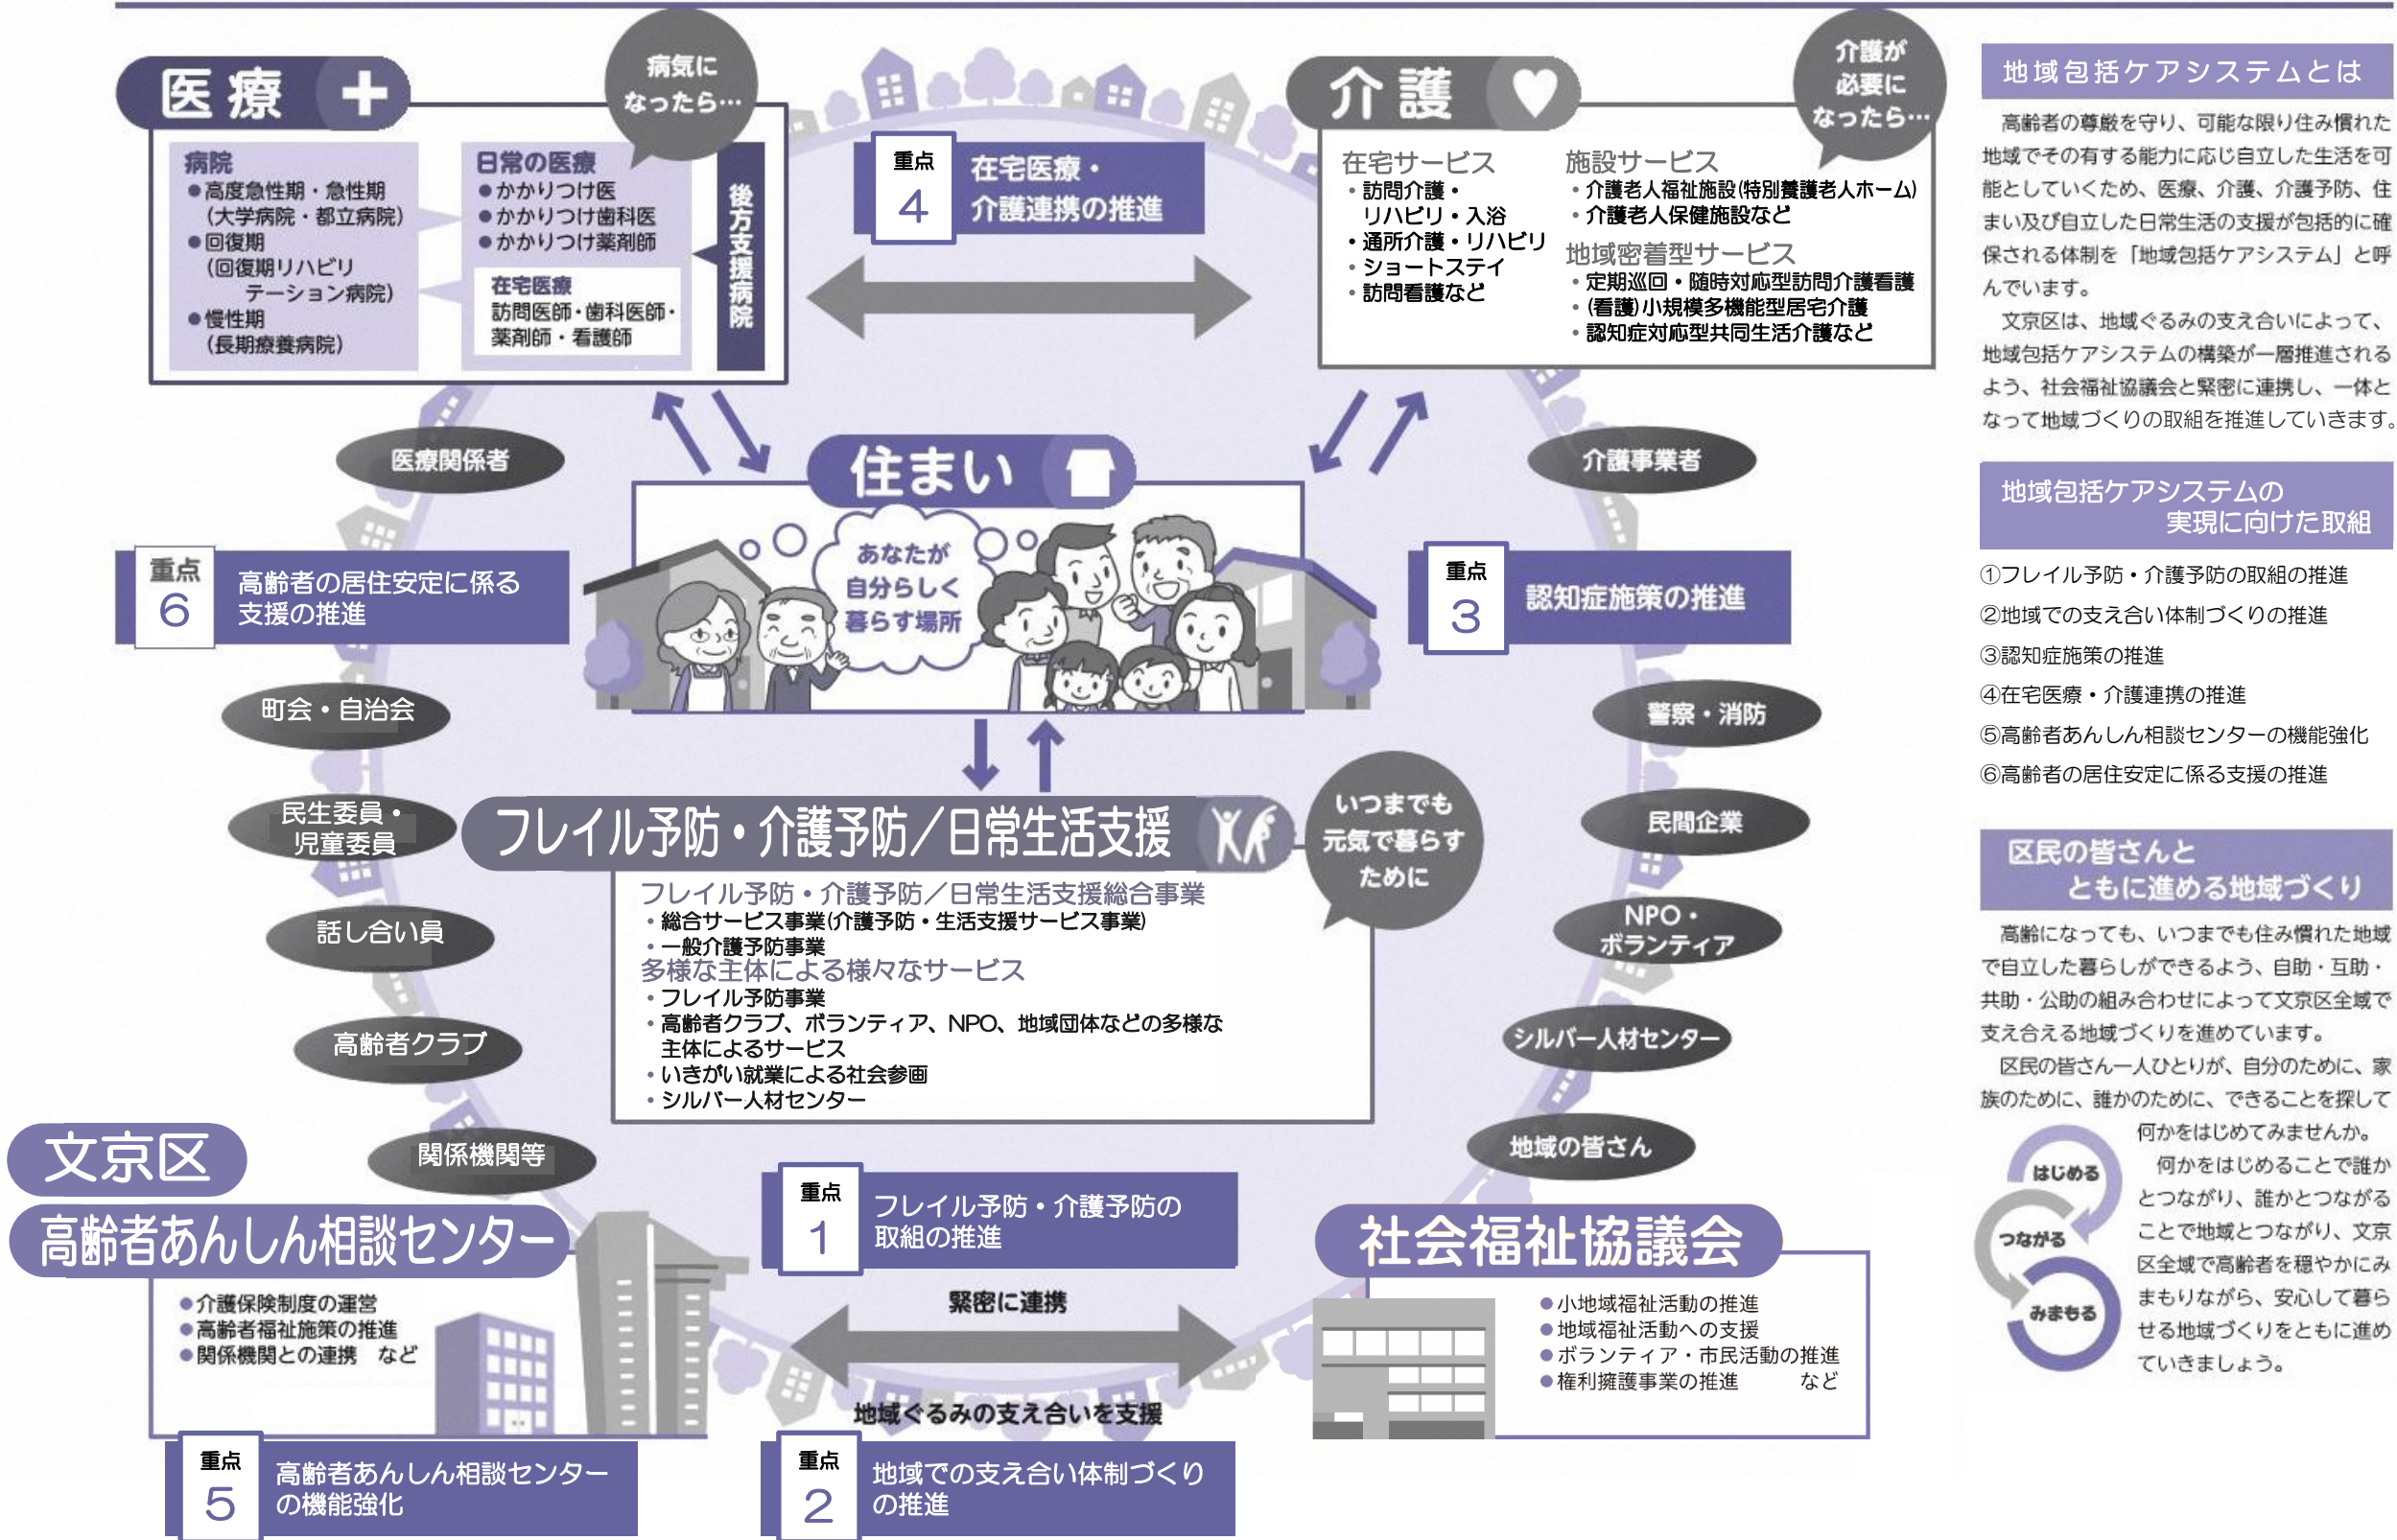 医療
病気に
なったら…
病院
●高度急性期・急性期
(大学病院・都立病院)
●回復期
(回復期リハビリ
テーション病院)
●慢性期
(長期療養病院)
日常の医療
●かかりつけ医
●かかりつけ歯科医
●かかりつけ薬剤師
在宅医療
訪問医師・歯科医師・
薬剤師・看護師
後方支援病院
重点
4
在宅医療・
介護連携の推進
介護
介護が
必要に
なったら…
在宅サービス
・訪問介護・
リハビリ・入浴
・通所介護・リハビリ
・ショートステイ
・訪問看護など
施設サービス
・介護老人福祉施設(特別養護老人ホーム)
・介護老人保健施設など
地域密着型サービス
・定期巡回・随時対応型訪問介護看護
・(看護)小規模多機能型居宅介護
・認知症対応型共同生活介護など
医療関係者
介護事業者
住まい
あなたが
自分らしく
暮らす場所
重点
6
高齢者の居住安定に係る
支援の推進
重点
3
認知症施策の推進
町会・自治会
民生委員・
児童委員
話し合い員
高齢者クラブ
関係機関等
警察・消防
民間企業
NPO・
ボランティア
シルバー人材センター
地域の皆さん
フレイル予防・介護予防／日常生活支援
いつまでも
元気で暮らす
ために
フレイル予防・介護予防／日常生活支援総合事業
・総合サービス事業(介護予防・生活支援サービス事業)
・一般介護予防事業
多様な主体による様々なサービス
・フレイル予防事業
・高齢者クラブ、ボランティア、NPO、地域団体などの多様な
主体によるサービス
・いきがい就業による社会参画
・シルバー人材センター
文京区
高齢者あんしん相談センター
●介護保険制度の運営
●高齢者福祉施策の推進
●関係機関との連携　など
重点
5
高齢者あんしん相談センター
の機能強化
重点
1
フレイル予防・介護予防の
取組の推進
緊密に連携
地域ぐるみの支え合いを支援
重点
2
地域での支え合い体制づくり
の推進
社会福祉協議会
●小地域福祉活動の推進
●地域福祉活動への支援
●ボランティア・市民活動の推進
●権利擁護事業の推進　　など
地域包括ケアシステムとは
高齢者の尊厳を守り、可能な限り住み慣れた
地域でその有する能力に応じ自立した生活を可
能としていくため、医療、介護、介護予防、住
まい及び自立した日常生活の支援が包括的に確
保される体制を「地域包括ケアシステム」と呼
んでいます。
文京区は、地域ぐるみの支え合いによって、
地域包括ケアシステムの構築が一層推進される
よう、社会福祉協議会と緊密に連携し、一体と
なって地域づくりの取組を推進していきます。
地域包括ケアシステムの
実現に向けた取組
①フレイル予防・介護予防の取組の推進
②地域での支え合い体制づくりの推進
③認知症施策の推進
④在宅医療・介護連携の推進
⑤高齢者あんしん相談センターの機能強化
⑥高齢者の居住安定に係る支援の推進
区民の皆さんと
ともに進める地域づくり
高齢になっても、いつまでも住み慣れた地域
で自立した暮らしができるよう、自助・互助・
共助・公助の組み合わせによって文京区全域で
支え合える地域づくりを進めています。
区民の皆さん一人ひとりが、自分のために、家
族のために、誰かのために、できることを探して
何かをはじめてみませんか。
何かをはじめることで誰か
とつながり、誰かとつながる
ことで地域とつながり、文京
区全域で高齢者を穏やかにみ
まもりながら、安心して暮ら
せる地域づくりをともに進め
ていきましょう。
はじめる
つながる
みまもる